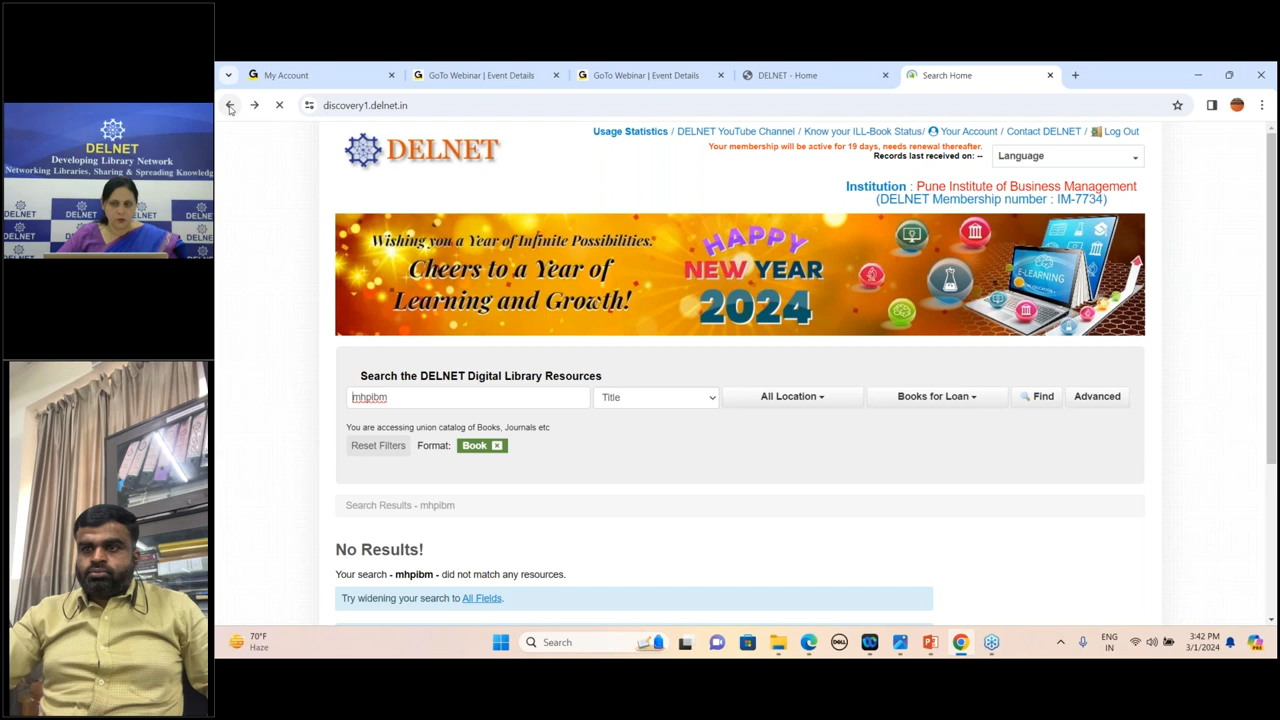 DELNET
Developing Library Network
Networking Libraries, Sharing & Spreading Knowledg
My Account
GoTo Webinar | Event Details
GoTo Webinar | Event Details
DELNET - Home
Search Home
discovery1.delnet.in
DELNET
Usage Statistics / DELNET YouTube Channel / Know your ILL-Book Status/ Your Account / Contact DELNET / Log Out
Your membership will be active for 19 days, needs renewal thereafter.
Records last received on: --
Language
Institution : Pune Institute of Business Management
(DELNET Membership number : IM-7734)
Wishing you a Year of Infinite Possibilities.
Cheers to a Year of
Learning and Growth!
HAPPY
NEW YEAR
2024
E-LEARNING
Search the DELNET Digital Library Resources
mhpibm
Title
All Location
Books for Loan
Find
Advanced
You are accessing union catalog of Books, Journals etc
Reset Filters
Format:
Book
Search Results - mhpibm
No Results!
Your search - mhpibm - did not match any resources.
Try widening your search to All Fields.
70°F
Haze
Search
DELL
ENG
IN
3:42 PM
3/1/2024